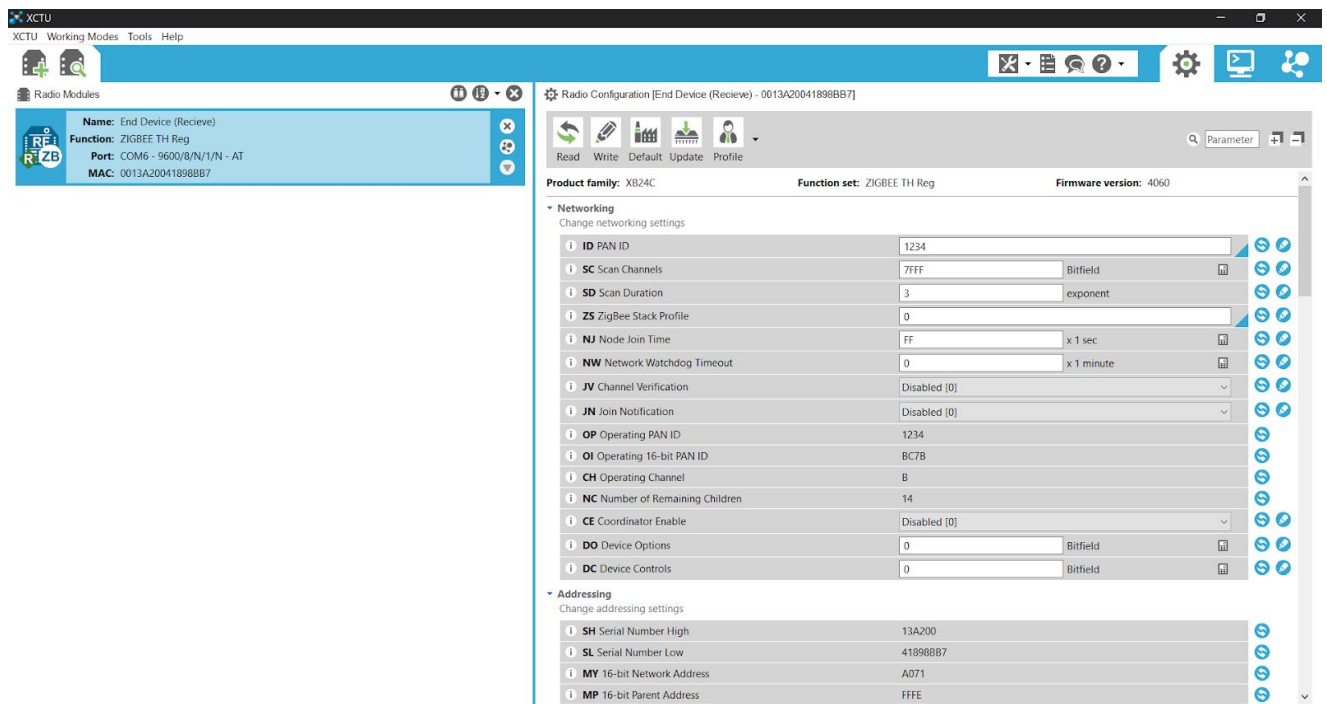 XCTU
XCTU Working Modes Tools Help
Radio Modules
Name: End Device (Recieve)
Function: ZIGBEE TH Reg
Port: COM6 - 9600/8/N/1/N - AT
MAC: 0013A20041898BB7
RF
R ZB
Radio Configuration [End Device (Recieve) - 0013A20041898BB7]
Read Write Default Update Profile
Parameter
Product family: XB24C Function set: ZIGBEE TH Reg Firmware version: 4060
Networking
Change networking settings
ID PAN ID 1234
SC Scan Channels 7FFF Bitfield
SD Scan Duration 3 exponent
ZS ZigBee Stack Profile 0
NJ Node Join Time FF x 1 sec
NW Network Watchdog Timeout 0 x 1 minute
JV Channel Verification Disabled [0]
JN Join Notification Disabled [0]
OP Operating PAN ID 1234
OI Operating 16-bit PAN ID BC7B
CH Operating Channel B
NC Number of Remaining Children 14
CE Coordinator Enable Disabled [0]
DO Device Options 0 Bitfield
DC Device Controls 0 Bitfield
Addressing
Change addressing settings
SH Serial Number High 13A200
SL Serial Number Low 41898BB7
MY 16-bit Network Address A071
MP 16-bit Parent Address FFFE